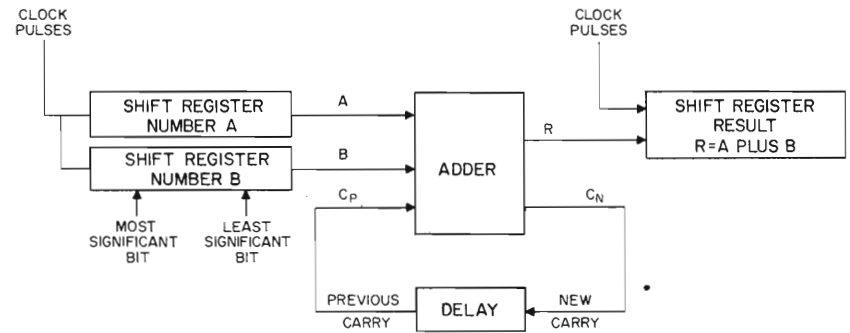 CLOCK
PULSES
CLOCK
PULSES
SHIFT REGISTER
NUMBER A
A
SHIFT REGISTER
RESULT
R=A PLUS B
R
SHIFT REGISTER
NUMBER B
B
ADDER
MOST
SIGNIFICANT
BIT
LEAST
SIGNIFICANT
BIT
CP
CN
PREVIOUS
CARRY
DELAY
NEW
CARRY